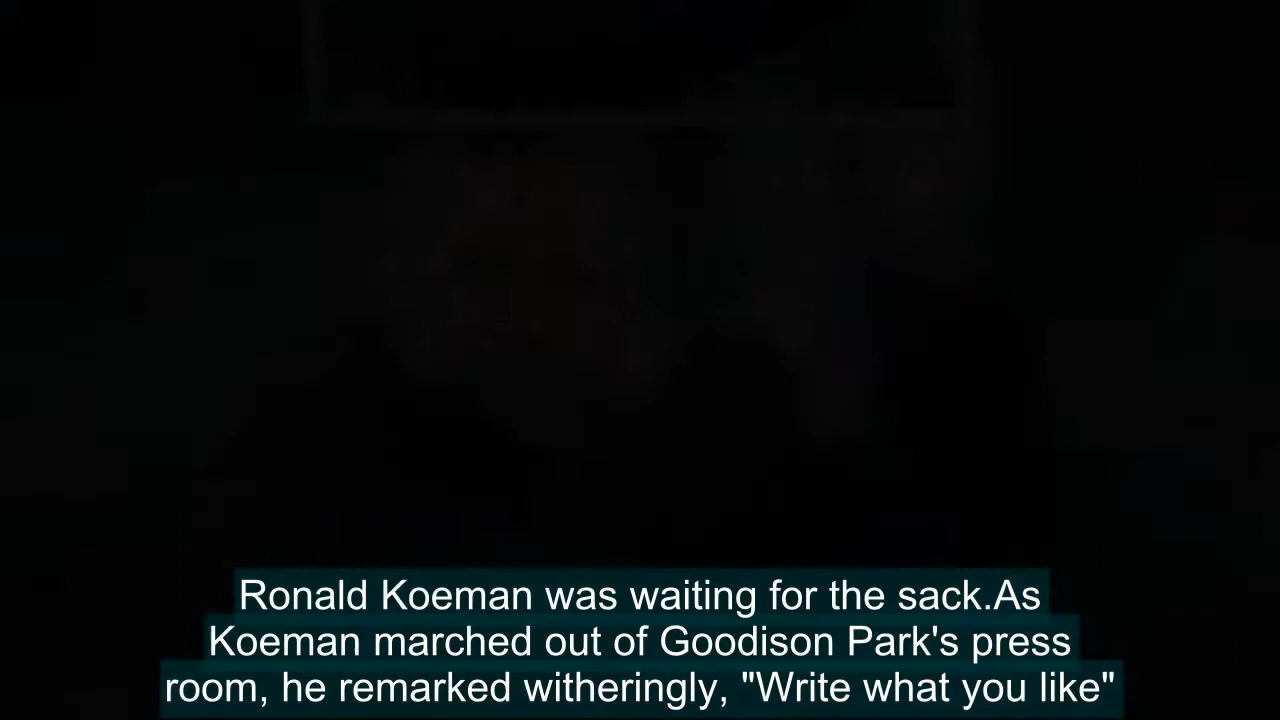 Ronald Koeman was waiting for the sack.As
Koeman marched out of Goodison Park's press
room, he remarked witheringly, "Write what you like"